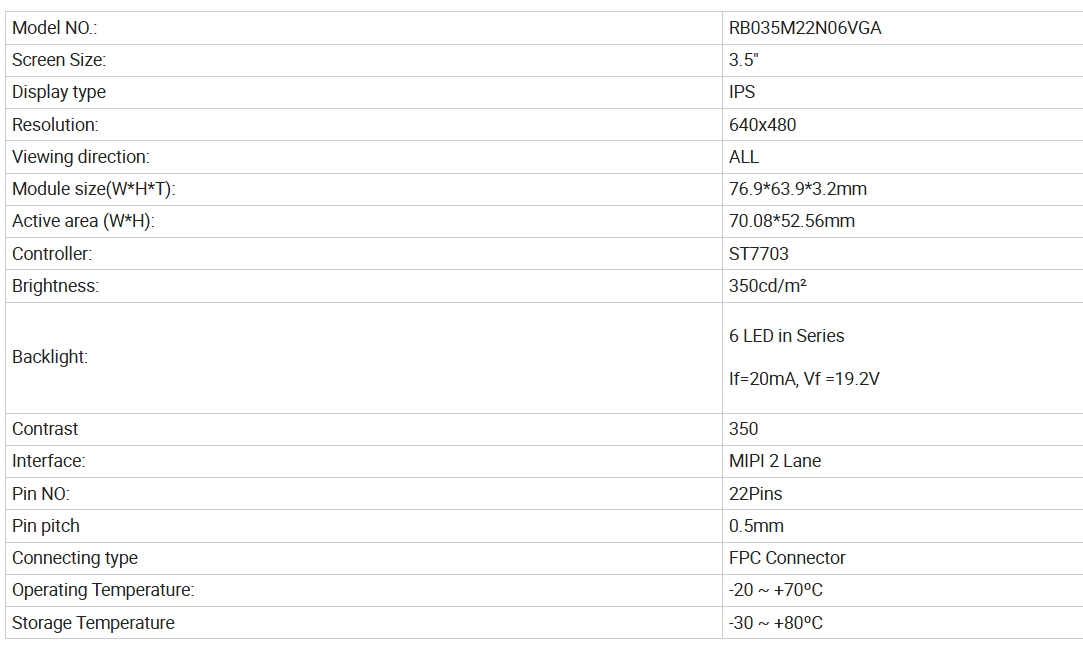 Model NO.: RB035M22N06VGA
Screen Size: 3.5"
Display type IPS
Resolution: 640x480
Viewing direction: ALL
Module size(W*H*T): 76.9*63.9*3.2mm
Active area (W*H): 70.08*52.56mm
Controller: ST7703
Brightness: 350cd/m²
Backlight: 6 LED in Series
If=20mA, Vf =19.2V
Contrast 350
Interface: MIPI 2 Lane
Pin NO: 22Pins
Pin pitch 0.5mm
Connecting type FPC Connector
Operating Temperature: -20 ~ +70ºC
Storage Temperature -30 ~ +80ºC